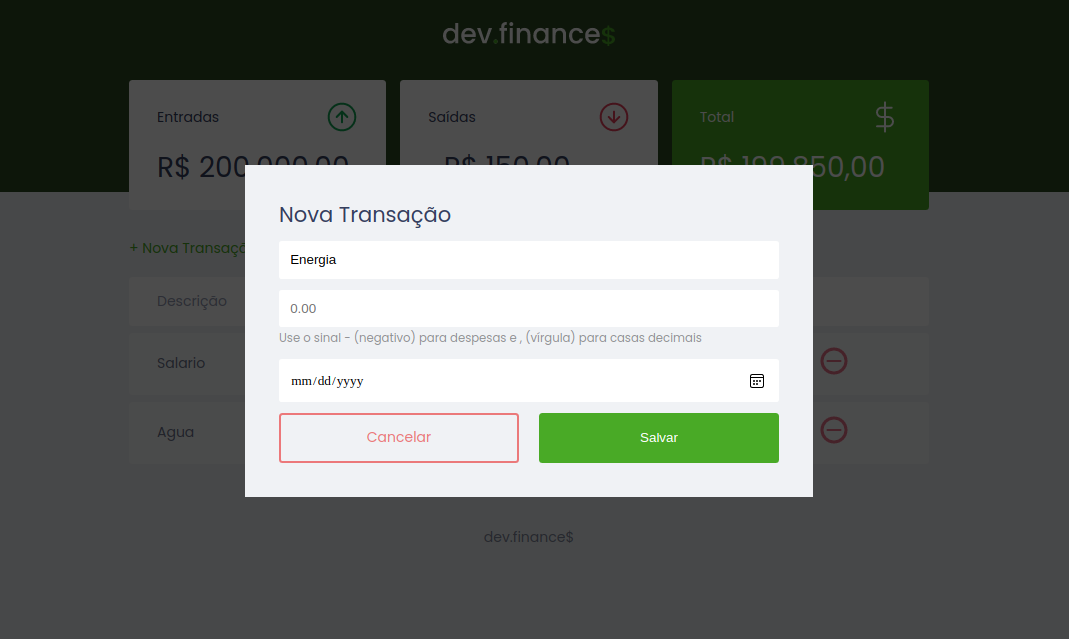 dev.finance$
Entradas
Saídas
Total
R$ 200.000,00
R$ 150,00
R$ 199.850,00
+ Nova Transaçã
Descrição
Salario
Agua
Nova Transação
Energia
0.00
Use o sinal - (negativo) para despesas e , (vírgula) para casas decimais
mm/dd/yyyy
Cancelar
Salvar
dev.finance$